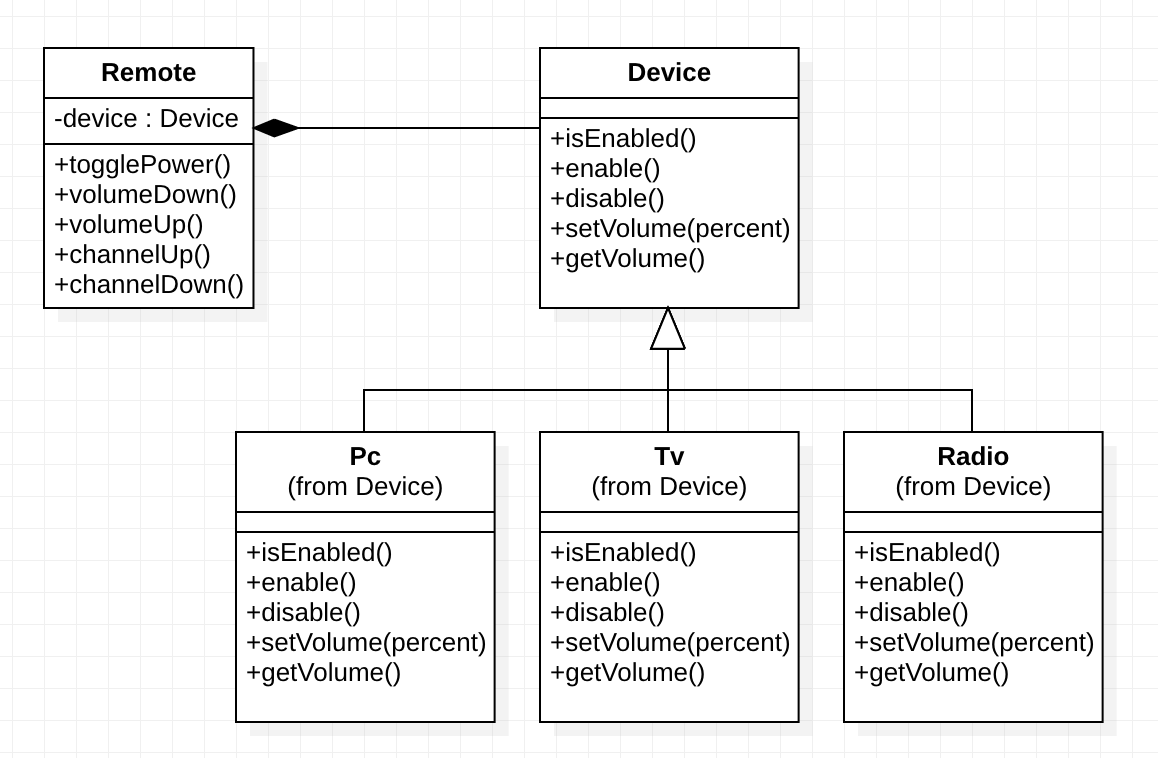 Remote
-device : Device
+togglePower()
+volumeDown()
+volumeUp()
+channelUp()
+channelDown()
Device
+isEnabled()
+enable()
+disable()
+setVolume(percent)
+getVolume()
Pc
(from Device)
+isEnabled()
+enable()
+disable()
+setVolume(percent)
+getVolume()
Tv
(from Device)
+isEnabled()
+enable()
+disable()
+setVolume(percent)
+getVolume()
Radio
(from Device)
+isEnabled()
+enable()
+disable()
+setVolume(percent)
+getVolume()